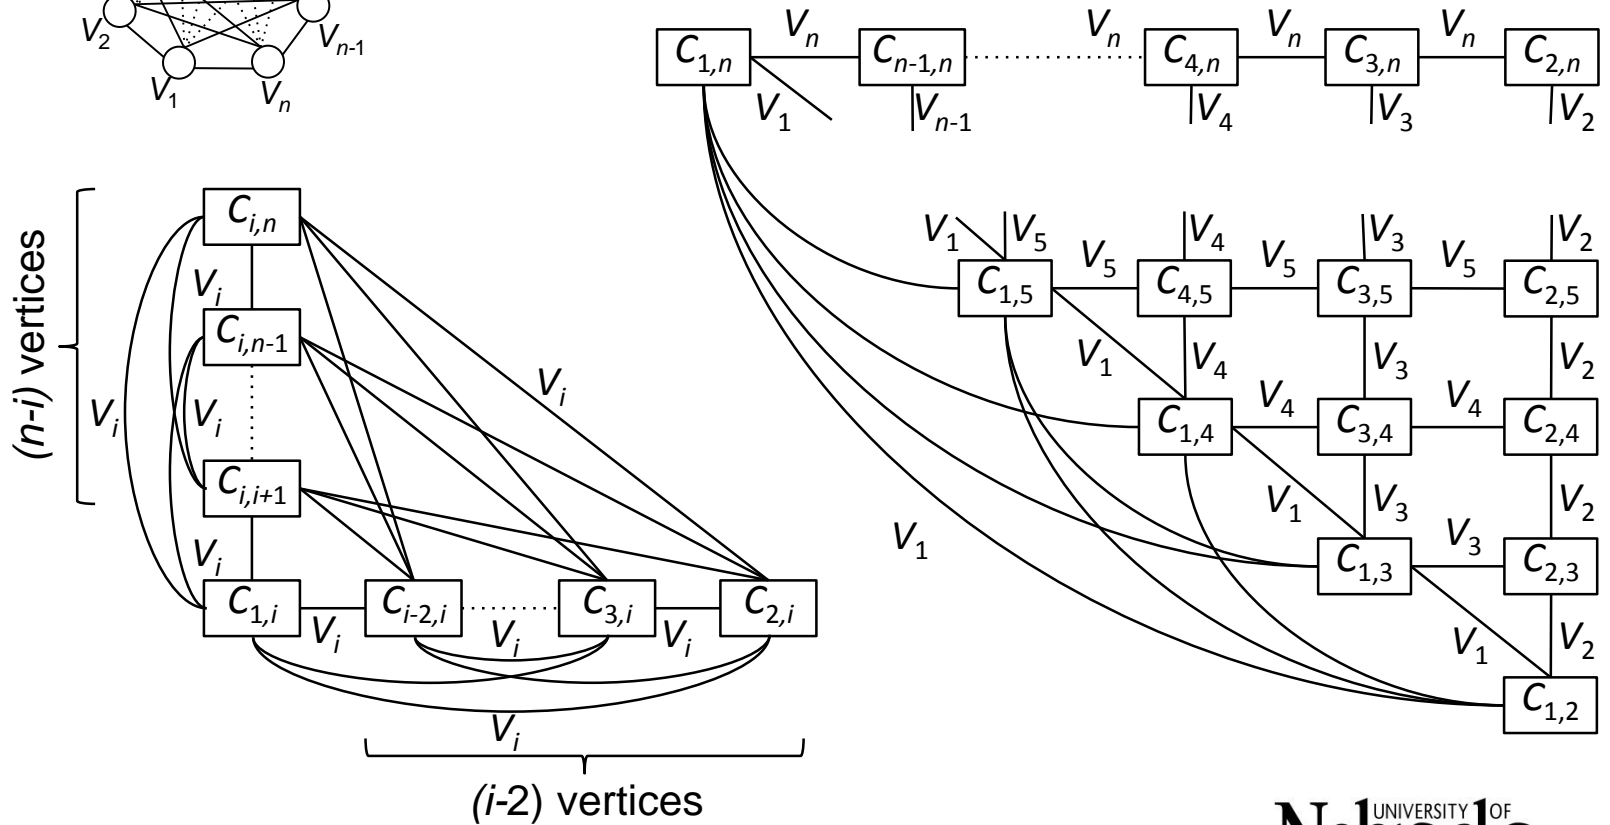 V2
Vn-1
V1
Vn
C1,n Vn Cn-1,n Vn C4,n Vn C3,n Vn C2,n
V1 Vn-1 V4 V3 V2
V1 V5 V4 V3 V2
C1,5 V5 C4,5 V5 C3,5 V5 C2,5
V1 V4 V3 V2
C1,4 V4 C3,4 V4 C2,4
V1 V3 V2
C1,3 V3 C2,3
V1
V1 V2
C1,2
(n-i) vertices
Ci,n
Vi
Ci,n-1
Vi Vi Vi
Ci,i+1
Vi
C1,i Vi Ci-2,i Vi C3,i Vi C2,i
Vi
(i-2) vertices
UNIVERSITY OF